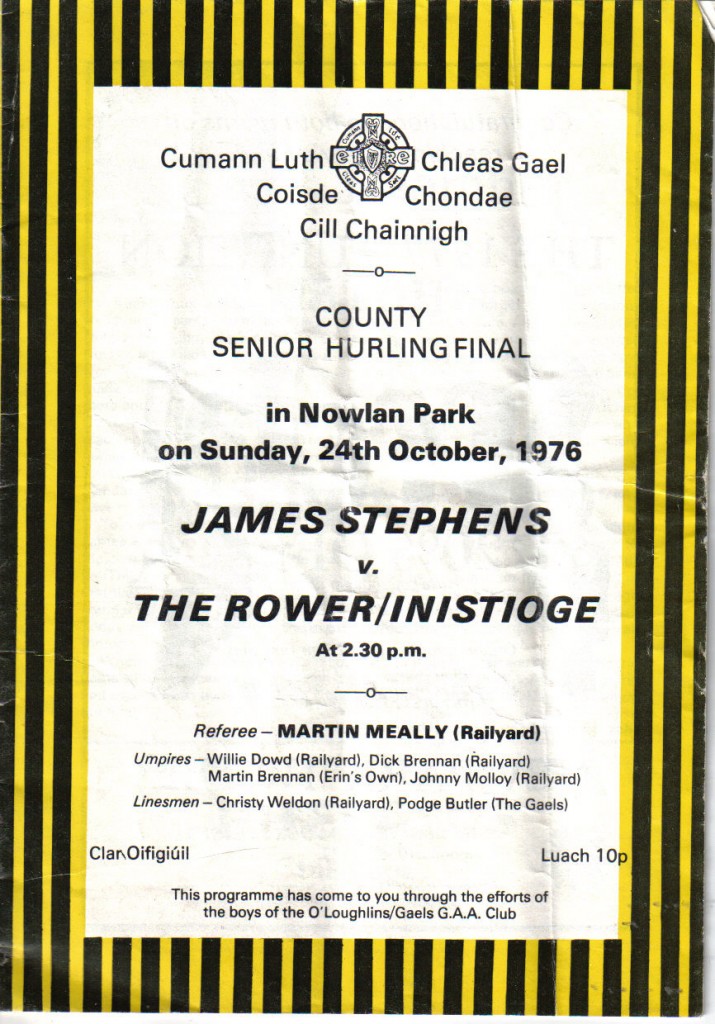 Cumann Luth Chleas Gael
Coisde Chondae
Cill Chainnigh
—o—
COUNTY
SENIOR HURLING FINAL
in Nowlan Park
on Sunday, 24th October, 1976
JAMES STEPHENS
v.
THE ROWER/INISTIOGE
At 2.30 p.m.
—o—
Referee – MARTIN MEALLY (Railyard)
Umpires – Willie Dowd (Railyard), Dick Brennan (Railyard)
Martin Brennan (Erin's Own), Johnny Molloy (Railyard)
Linesmen – Christy Weldon (Railyard), Podge Butler (The Gaels)
Clar Oifigiúil Luach 10p
This programme has come to you through the efforts of
the boys of the O'Loughlins/Gaels G.A.A. Club